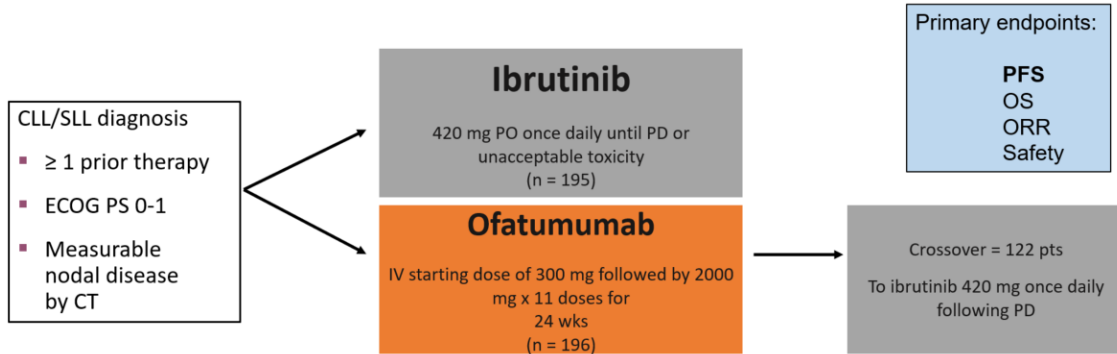 CLL/SLL diagnosis
▪ ≥ 1 prior therapy
▪ ECOG PS 0-1
▪ Measurable
nodal disease
by CT
Ibrutinib
420 mg PO once daily until PD or
unacceptable toxicity
(n = 195)
Ofatumumab
IV starting dose of 300 mg followed by 2000
mg x 11 doses for
24 wks
(n = 196)
Crossover = 122 pts
To ibrutinib 420 mg once daily
following PD
Primary endpoints:
PFS
OS
ORR
Safety